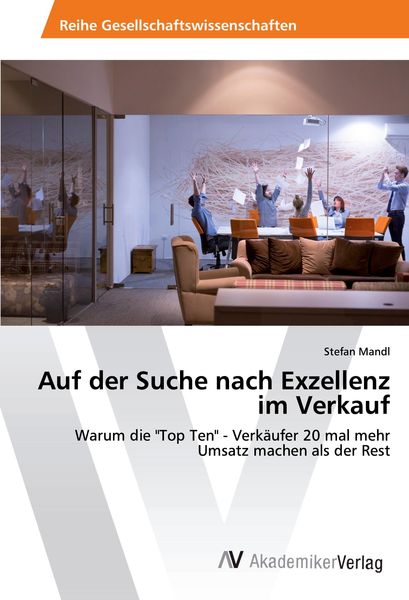 Reihe Gesellschaftswissenschaften
Stefan Mandl
Auf der Suche nach Exzellenz
im Verkauf
Warum die "Top Ten" - Verkäufer 20 mal mehr
Umsatz machen als der Rest
AV AkademikerVerlag